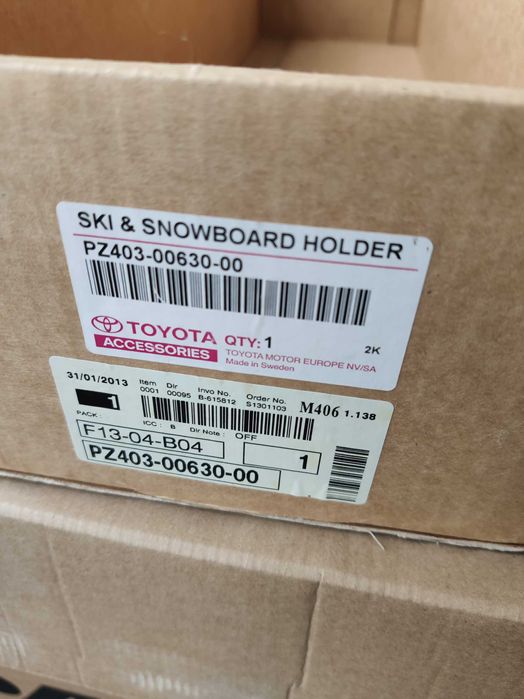 SKI & SNOWBOARD HOLDER
PZ403-00630-00
TOYOTA QTY: 1 2K
ACCESSORIES TOYOTA MOTOR EUROPE NV/SA
Made in Sweden
31/01/2013 Item Dir Invo No. Order No. M406 1.138
0001 00095 B-615812 S1301103
1
PACK:
ICC: B Dir Note: OFF
F13-04-B04 1
PZ403-00630-00